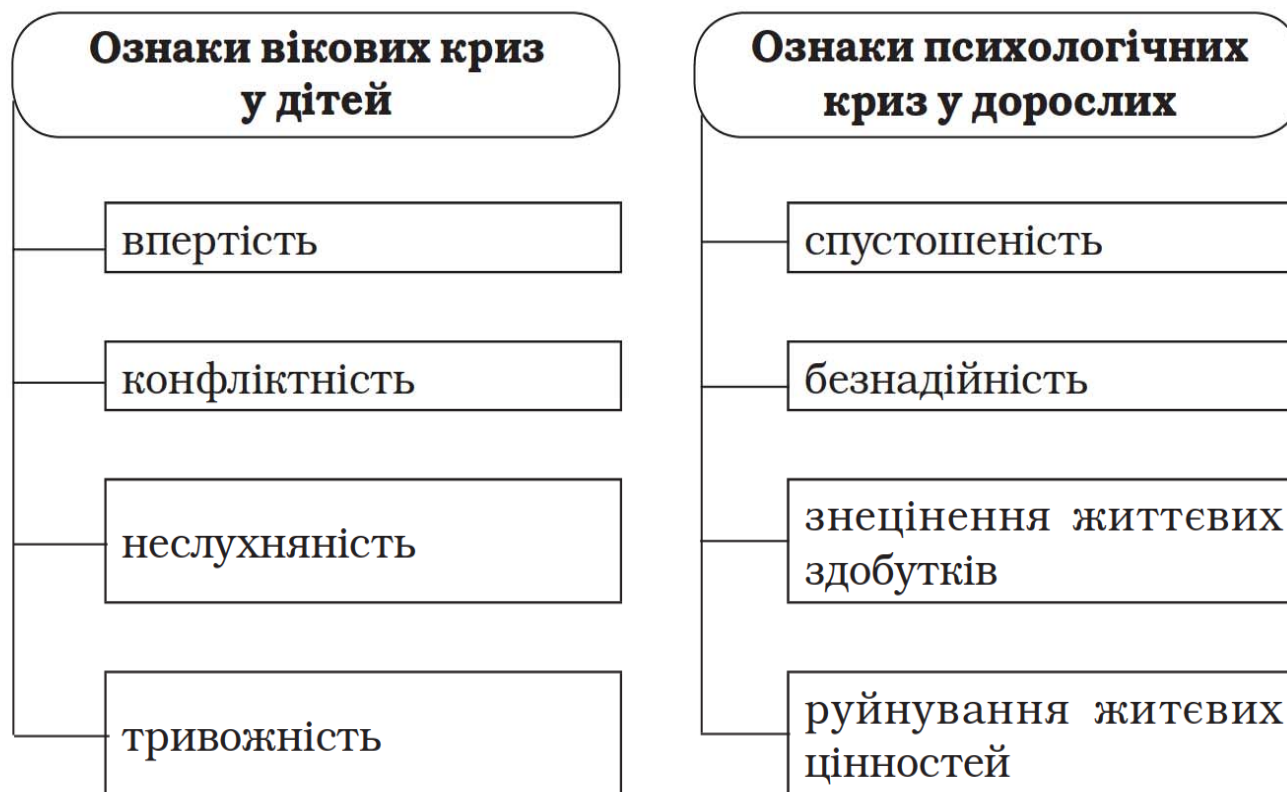 Ознаки вікових криз
у дітей
впертість
конфліктність
неслухняність
тривожність
Ознаки психологічних
криз у дорослих
спустошеність
безнадійність
знецінення життєвих
здобутків
руйнування житєвих
цінностей